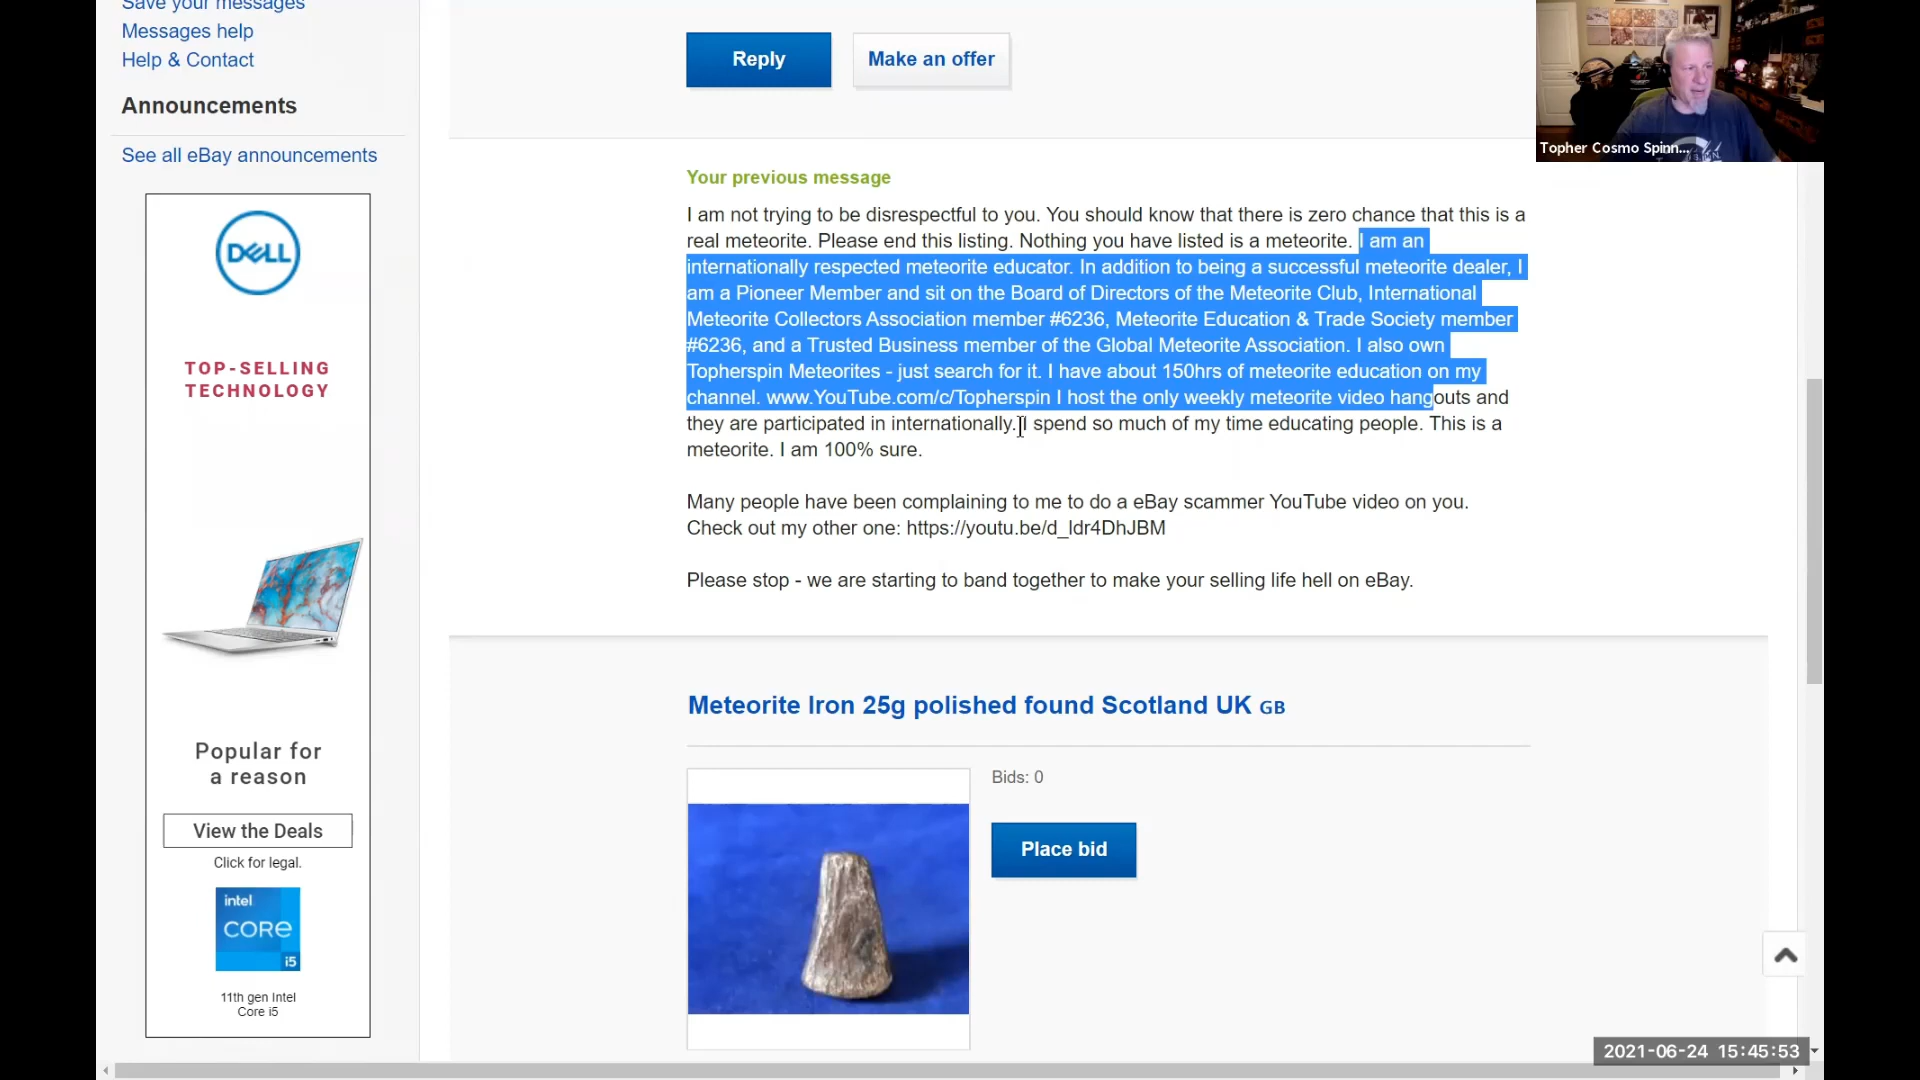 Save your messages
Messages help
Help & Contact
Announcements
See all eBay announcements
DELL
TOP-SELLING
TECHNOLOGY
Popular for
a reason
View the Deals
Click for legal.
intel
CORE
i5
11th gen Intel
Core i5
Reply
Make an offer
Your previous message
I am not trying to be disrespectful to you. You should know that there is zero chance that this is a
real meteorite. Please end this listing. Nothing you have listed is a meteorite. I am an
internationally respected meteorite educator. In addition to being a successful meteorite dealer, I
am a Pioneer Member and sit on the Board of Directors of the Meteorite Club, International
Meteorite Collectors Association member #6236, Meteorite Education & Trade Society member
#6236, and a Trusted Business member of the Global Meteorite Association. I also own
Topherspin Meteorites - just search for it. I have about 150hrs of meteorite education on my
channel. www.YouTube.com/c/Topherspin I host the only weekly meteorite video hangouts and
they are participated in internationally. I spend so much of my time educating people. This is a
meteorite. I am 100% sure.
Many people have been complaining to me to do a eBay scammer YouTube video on you.
Check out my other one: https://youtu.be/d_ldr4DhJBM
Please stop - we are starting to band together to make your selling life hell on eBay.
Meteorite Iron 25g polished found Scotland UK GB
Bids: 0
Place bid
Topher Cosmo Spinn...
2021-06-24 15:45:53